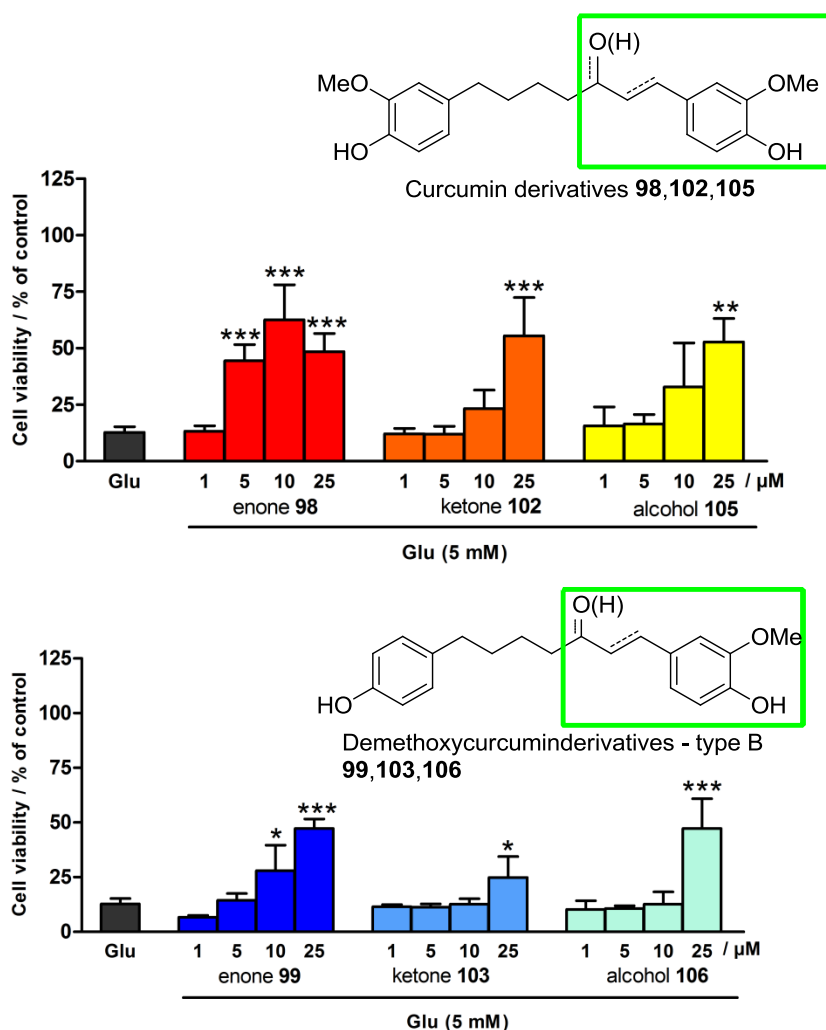 O(H)
MeO
OMe
HO
OH
Curcumin derivatives 98,102,105
Cell viability / % of control
125
100
75
50
25
0
***
***
***
***
**
Glu
1 5 10 25 1 5 10 25 1 5 10 25 / µM
enone 98 ketone 102 alcohol 105
Glu (5 mM)
O(H)
OMe
HO
OH
Demethoxycurcuminderivatives - type B
99,103,106
Cell viability / % of control
125
100
75
50
25
0
*
***
*
***
Glu
1 5 10 25 1 5 10 25 1 5 10 25 / µM
enone 99 ketone 103 alcohol 106
Glu (5 mM)